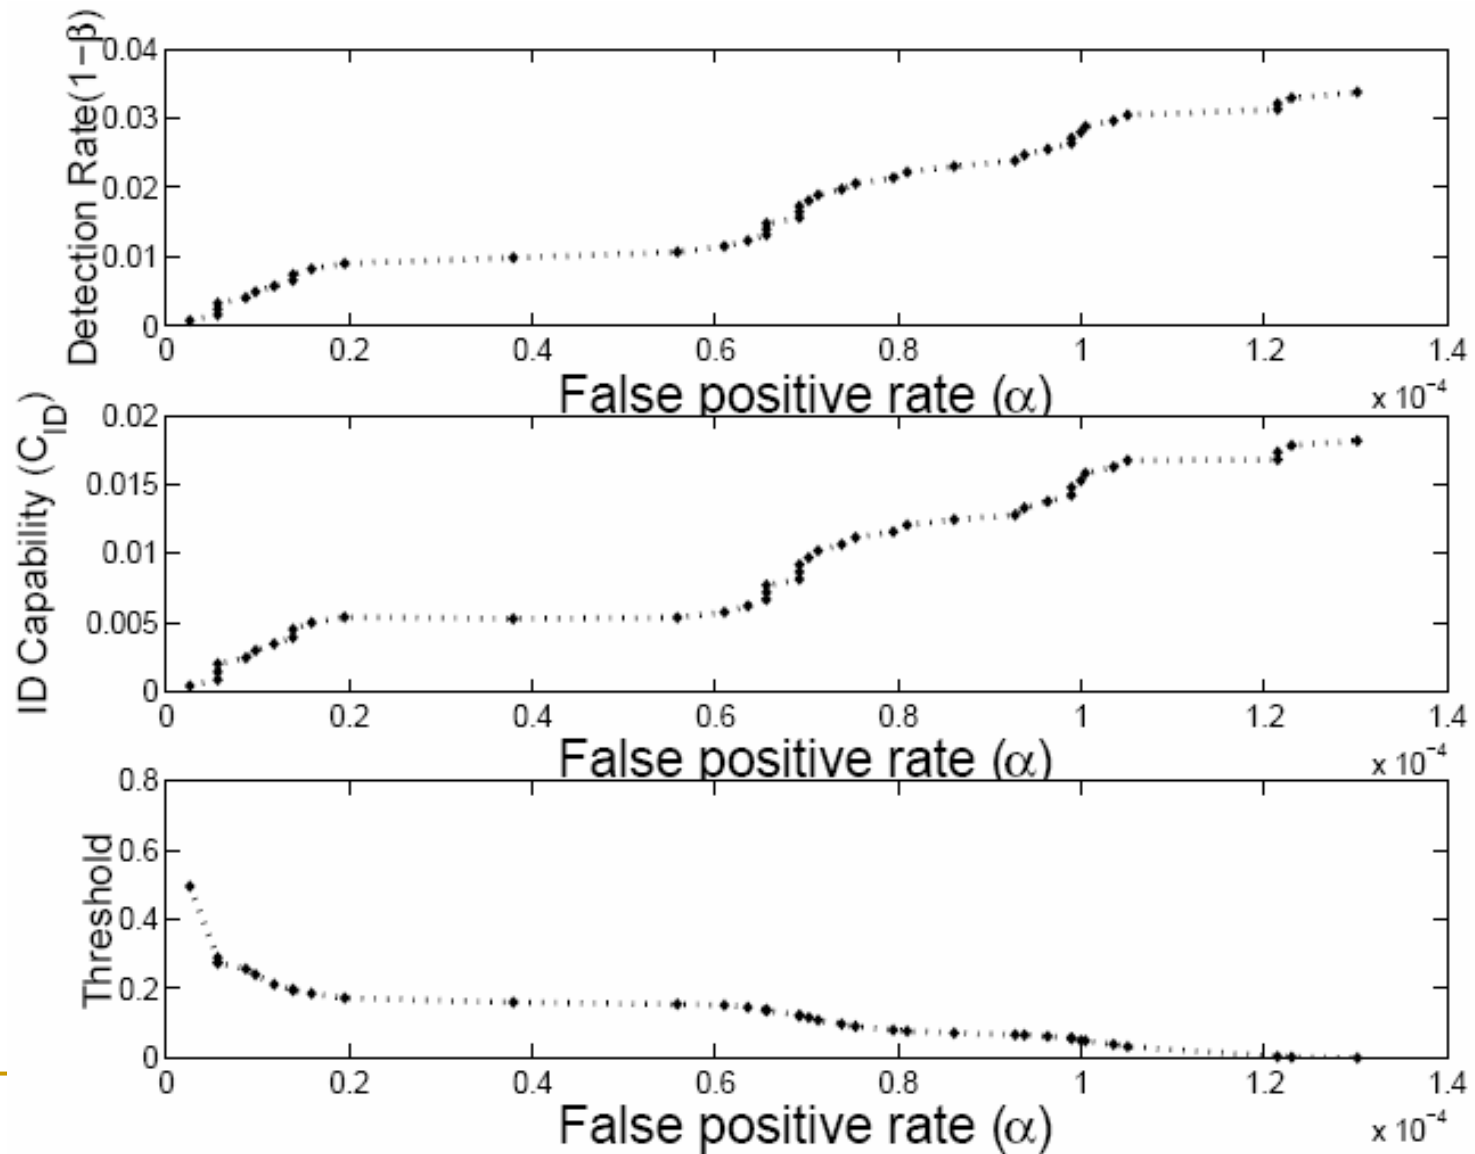 Detection Rate(1−β)
0.04
0.03
0.02
0.01
0
0 0.2 0.4 0.6 0.8 1 1.2 1.4
False positive rate (α)
x 10⁻⁴
ID Capability (C_ID)
0.02
0.015
0.01
0.005
0
0 0.2 0.4 0.6 0.8 1 1.2 1.4
False positive rate (α)
x 10⁻⁴
Threshold
0.8
0.6
0.4
0.2
0
0 0.2 0.4 0.6 0.8 1 1.2 1.4
False positive rate (α)
x 10⁻⁴